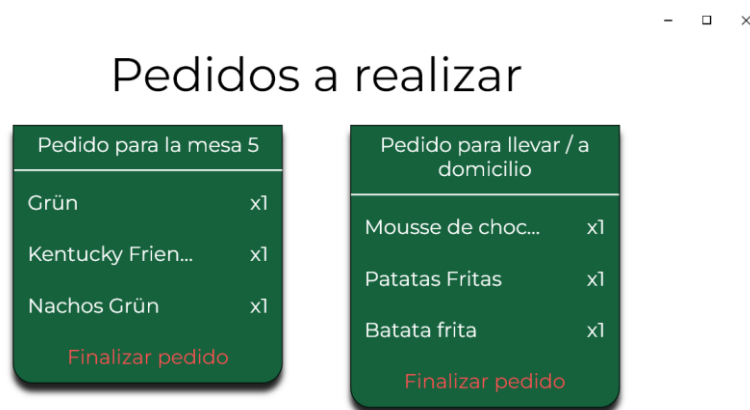 Pedidos a realizar
Pedido para la mesa 5
Grün x1
Kentucky Frien... x1
Nachos Grün x1
Finalizar pedido
Pedido para llevar / a
domicilio
Mousse de choc... x1
Patatas Fritas x1
Batata frita x1
Finalizar pedido